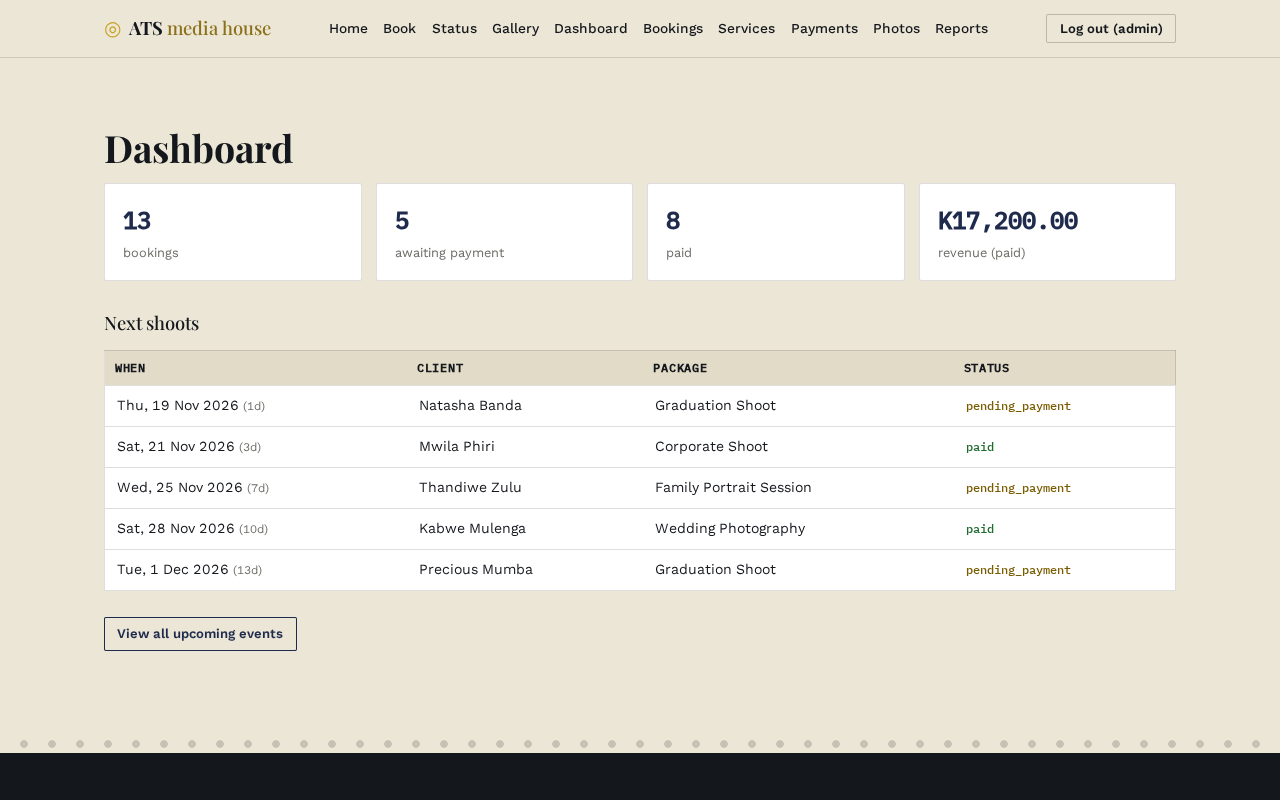 ATS media house Home Book Status Gallery Dashboard Bookings Services Payments Photos Reports Log out (admin)
Dashboard
13 5 8 K17,200.00
bookings awaiting payment paid revenue (paid)
Next shoots
WHEN CLIENT PACKAGE STATUS
Thu, 19 Nov 2026 (1d) Natasha Banda Graduation Shoot pending_payment
Sat, 21 Nov 2026 (3d) Mwila Phiri Corporate Shoot paid
Wed, 25 Nov 2026 (7d) Thandiwe Zulu Family Portrait Session pending_payment
Sat, 28 Nov 2026 (10d) Kabwe Mulenga Wedding Photography paid
Tue, 1 Dec 2026 (13d) Precious Mumba Graduation Shoot pending_payment
View all upcoming events